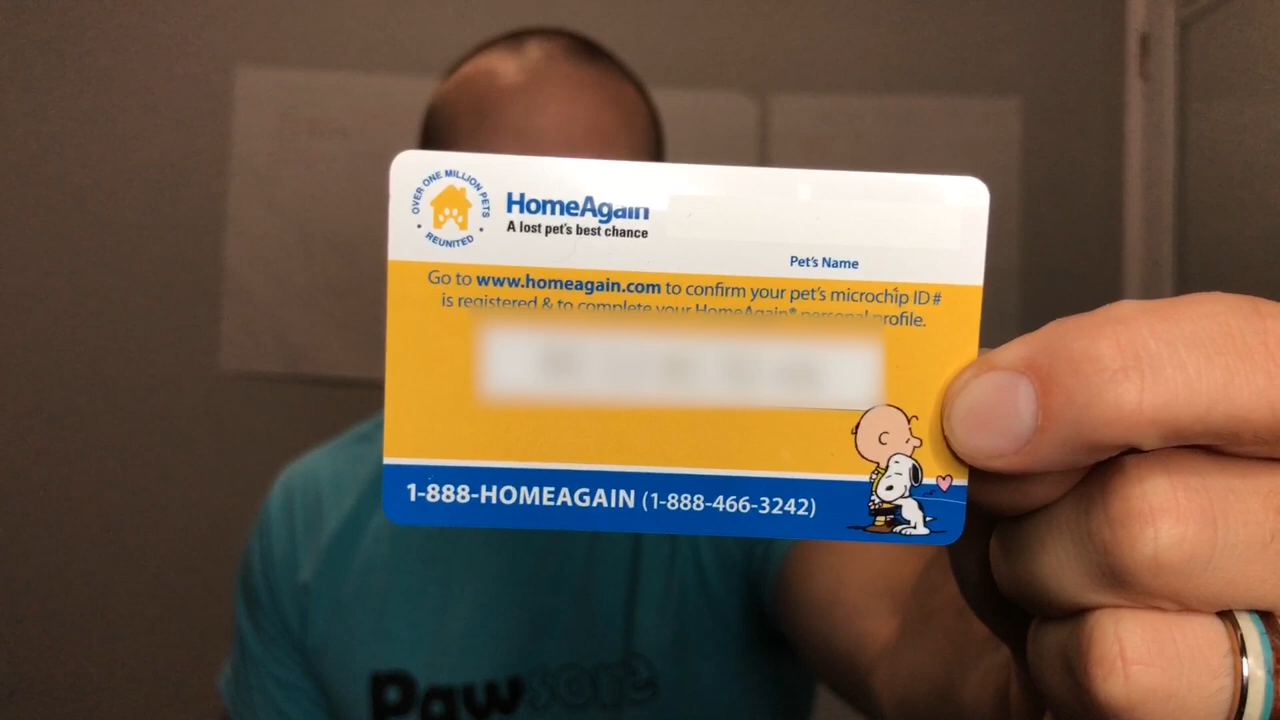 OVER ONE MILLION PETS
• REUNITED •
HomeAgain
A lost pet's best chance
Pet's Name
Go to www.homeagain.com to confirm your pet's microchip ID#
is registered & to complete your HomeAgain® personal profile.
1-888-HOMEAGAIN (1-888-466-3242)
Paw